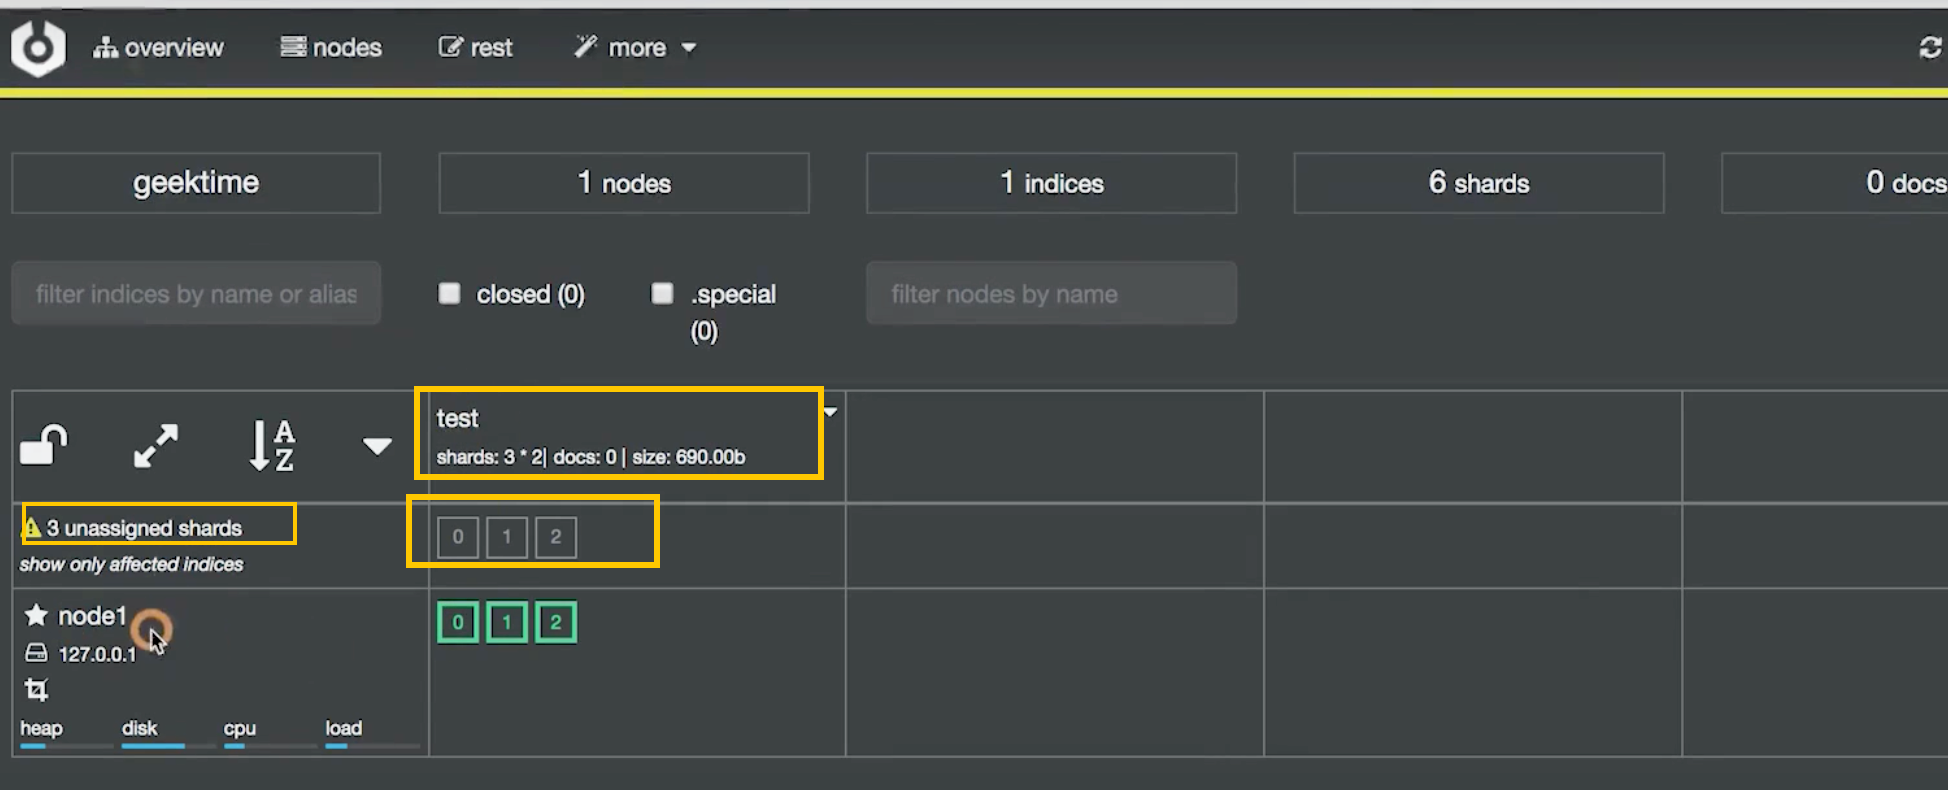 overview nodes rest more
geektime 1 nodes 1 indices 6 shards 0 docs
filter indices by name or alias closed (0) .special (0) filter nodes by name
A
Z
test
shards: 3 * 2| docs: 0 | size: 690.00b
3 unassigned shards
show only affected indices
0 1 2
node1
127.0.0.1
0 1 2
heap disk cpu load